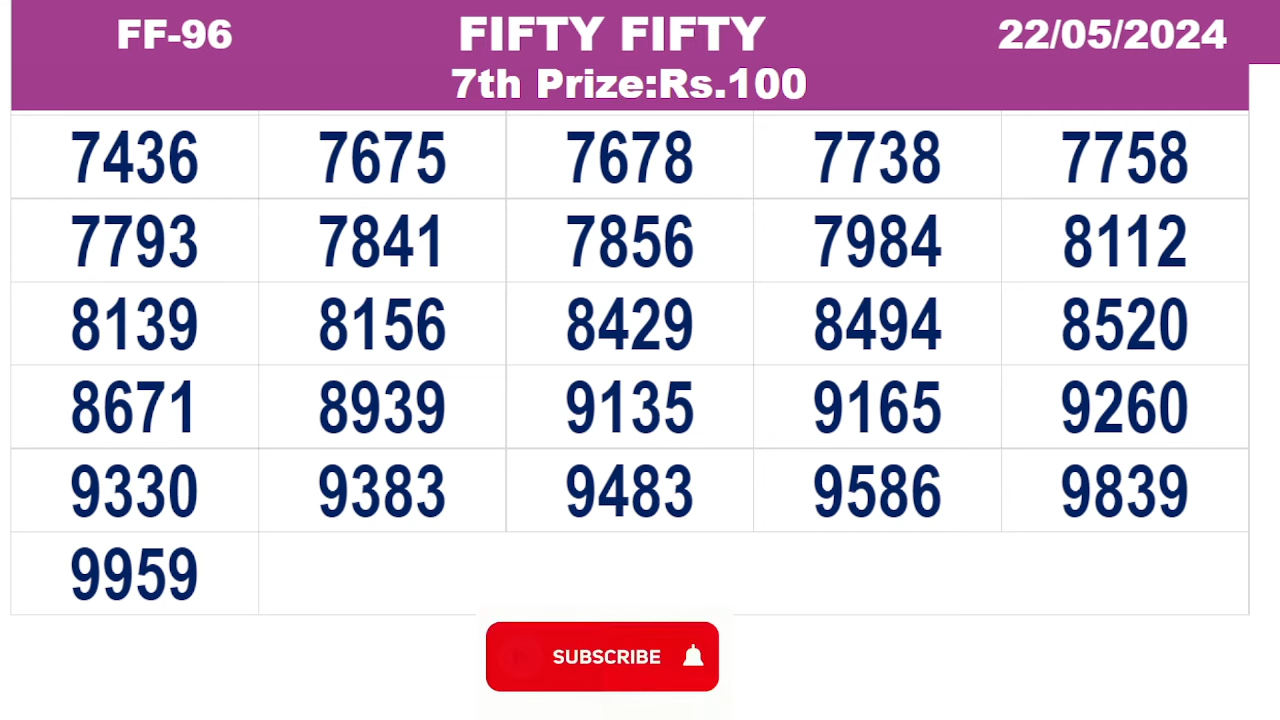 FF-96 FIFTY FIFTY 22/05/2024
7th Prize:Rs.100
7436 7675 7678 7738 7758
7793 7841 7856 7984 8112
8139 8156 8429 8494 8520
8671 8939 9135 9165 9260
9330 9383 9483 9586 9839
9959
SUBSCRIBE